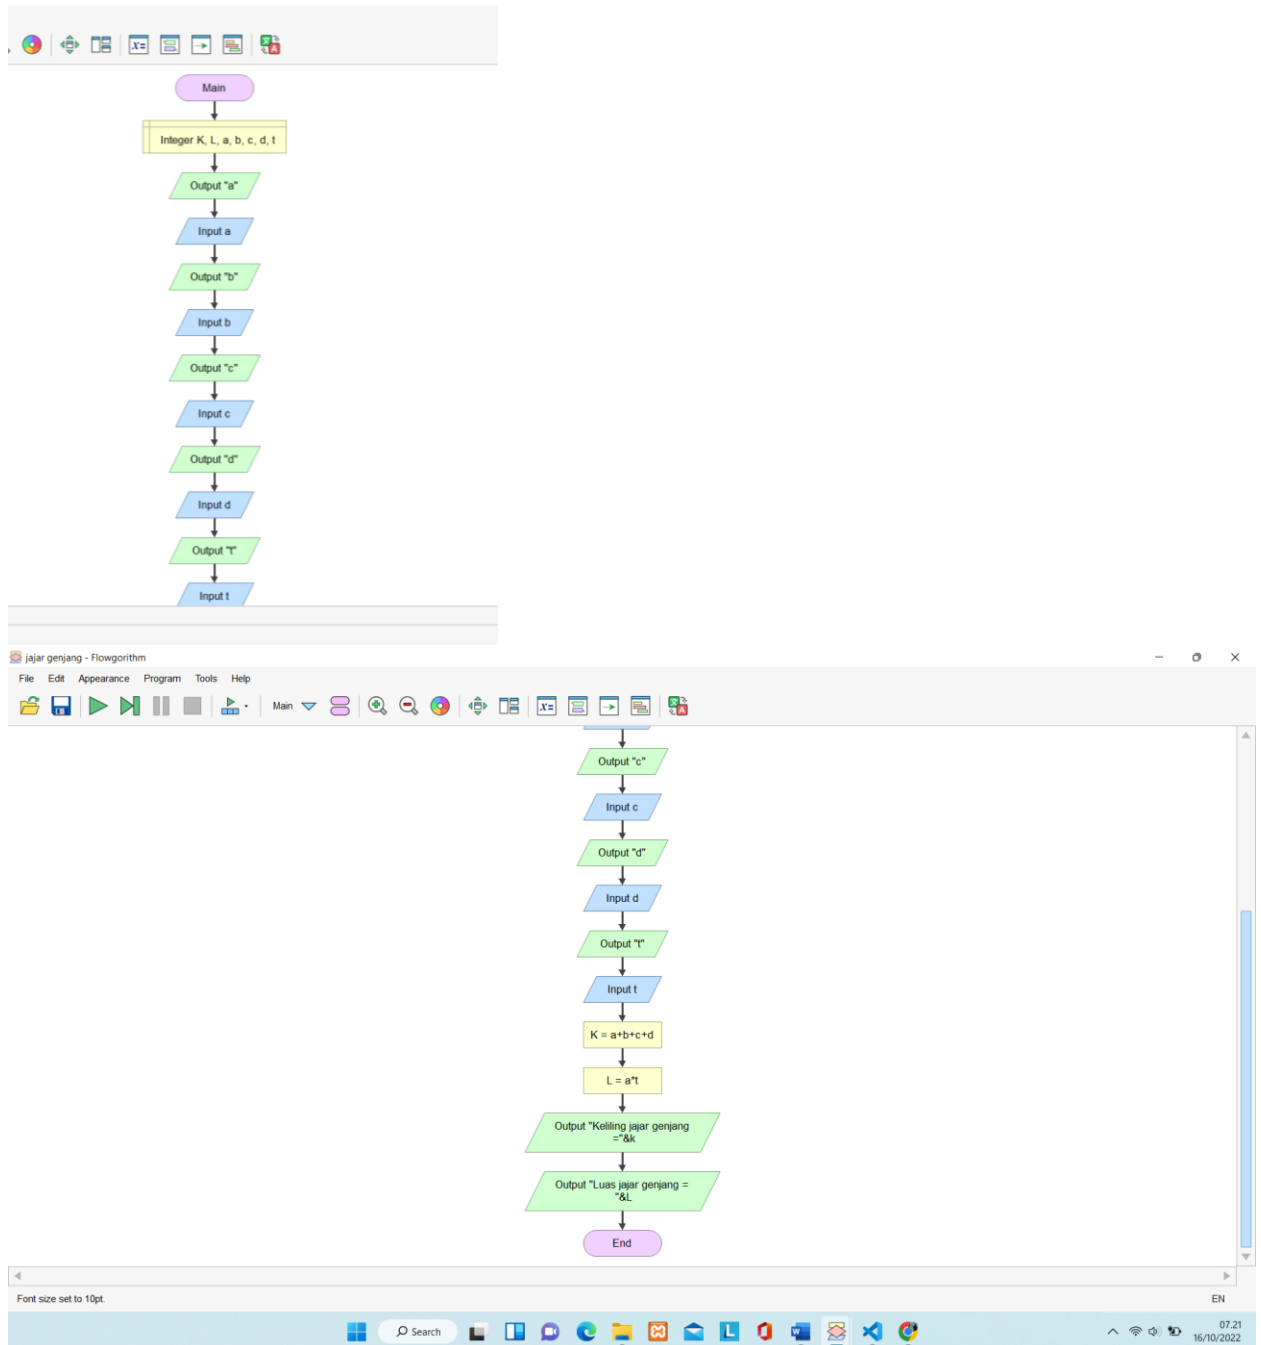 Main
Integer K, L, a, b, c, d, t
Output "a"
Input a
Output "b"
Input b
Output "c"
Input c
Output "d"
Input d
Output "t"
Input t
jajar genjang - Flowgorithm
File Edit Appearance Program Tools Help
Main
Output "c"
Input c
Output "d"
Input d
Output "t"
Input t
K = a+b+c+d
L = a*t
Output "Keliling jajar genjang
="&k
Output "Luas jajar genjang =
"&L
End
Font size set to 10pt.
EN
Search
07.21
16/10/2022